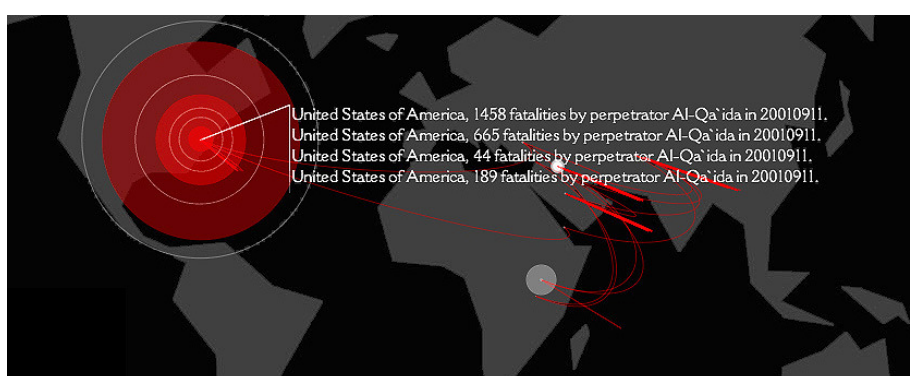 United States of America, 1458 fatalities by perpetrator Al-Qa`ida in 20010911.
United States of America, 665 fatalities by perpetrator Al-Qa`ida in 20010911.
United States of America, 44 fatalities by perpetrator Al-Qa`ida in 20010911.
United States of America, 189 fatalities by perpetrator Al-Qa`ida in 20010911.